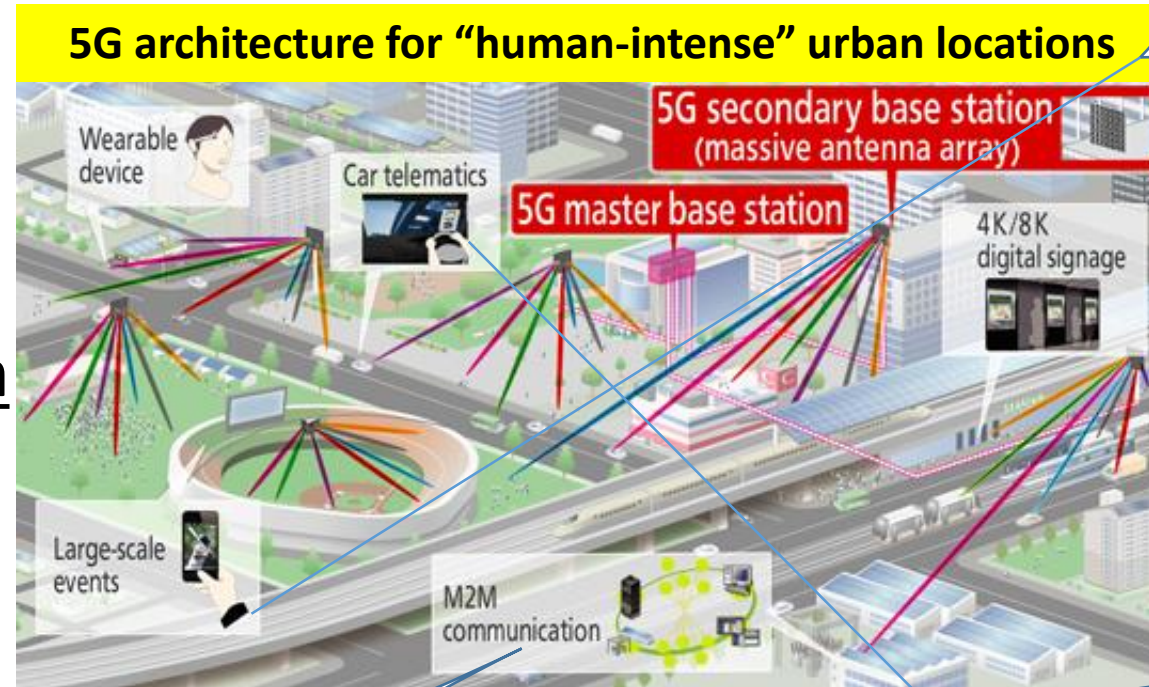 5G architecture for “human-intense” urban locations
Wearable
device
Car telematics
5G secondary base station
(massive antenna array)
5G master base station
4K/8K
digital signage
Large-scale
events
M2M
communication